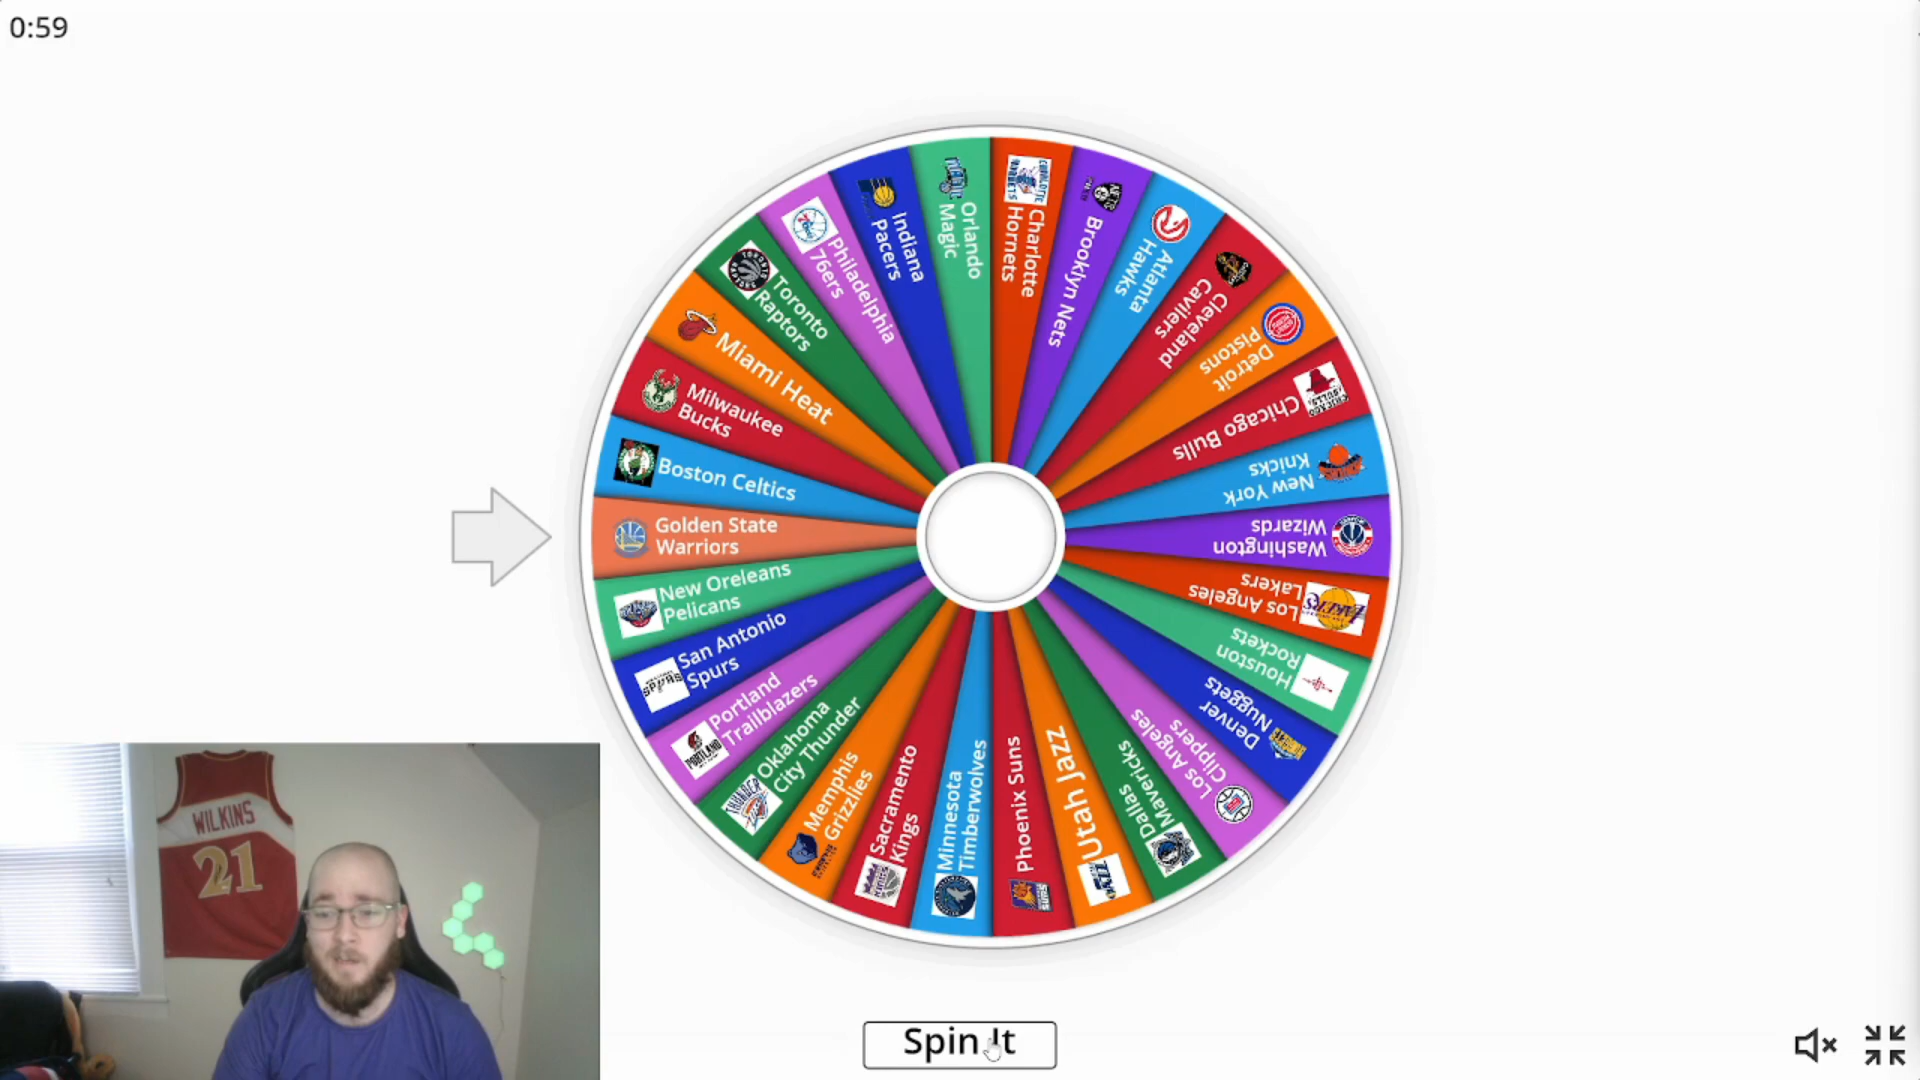 0:59
Orlando
Magic
Charlotte
Hornets
Brooklyn Nets
Atlanta
Hawks
Cleveland
Cavilers
Detroit
Pistons
Chicago Bulls
New York
Knicks
Washington
Wizards
Los Angeles
Lakers
Houston
Rockets
Denver
Nuggets
Los Angeles
Clippers
Dallas
Mavericks
Utah Jazz
Phoenix Suns
Minnesota
Timberwolves
Sacramento
Kings
Memphis
Grizzlies
Oklahoma
City Thunder
Portland
Trailblazers
San Antonio
Spurs
New Oreleans
Pelicans
Golden State
Warriors
Boston Celtics
Milwaukee
Bucks
Miami Heat
Toronto
Raptors
Philadelphia
76ers
Indiana
Pacers
WILKINS
21
Spin It